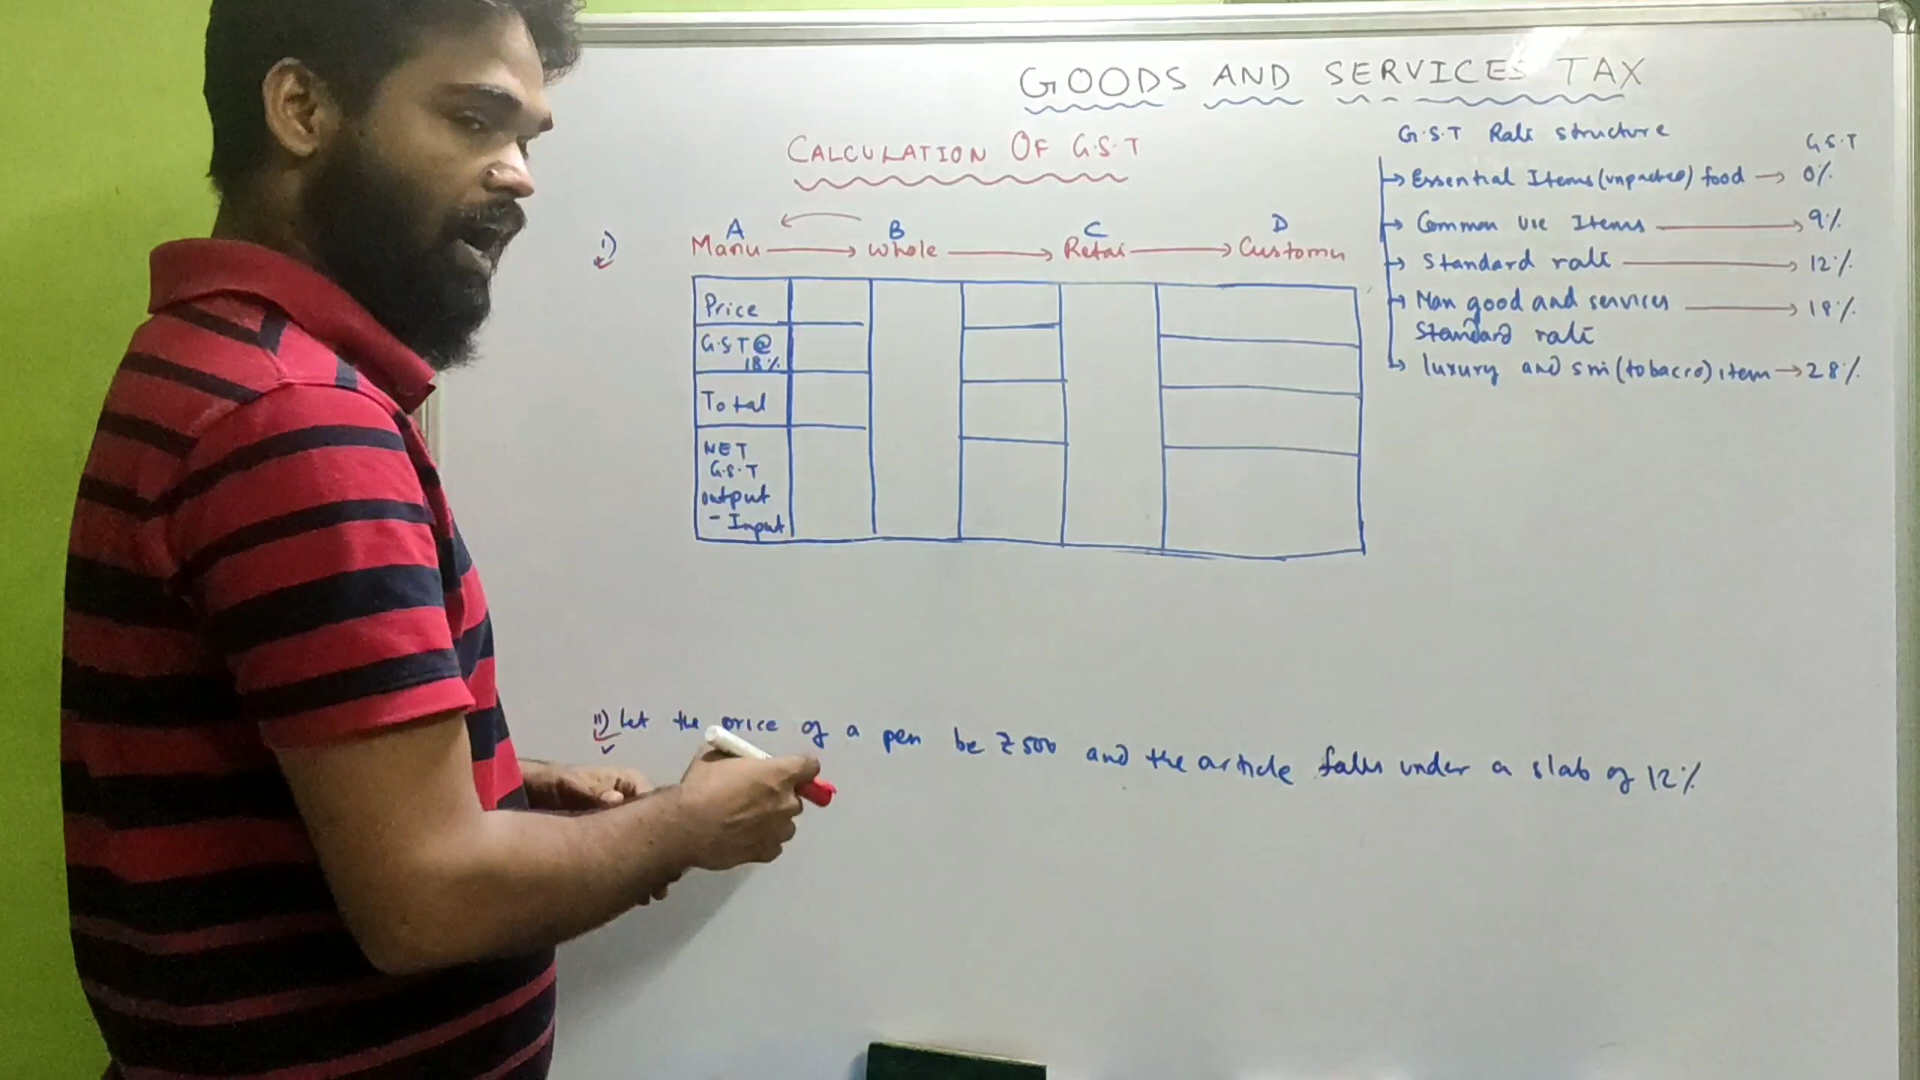 GOODS AND SERVICES TAX
CALCULATION OF G.S.T
G.S.T Rate structure
G.S.T
Essential Items (unpacked) food → 0%
Common use Items → 9%
Standard rate → 12%
Man good and services → 18%
Standard rate
luxury and sin (tobacco) item → 28%
i)
A B C D
Manu → whole → Retai → Customer
Price
G.S.T @
18%
Total
NET
G.S.T
output
- Input
ii) Let the price of a pen be ₹500 and the article falls under a slab of 12%